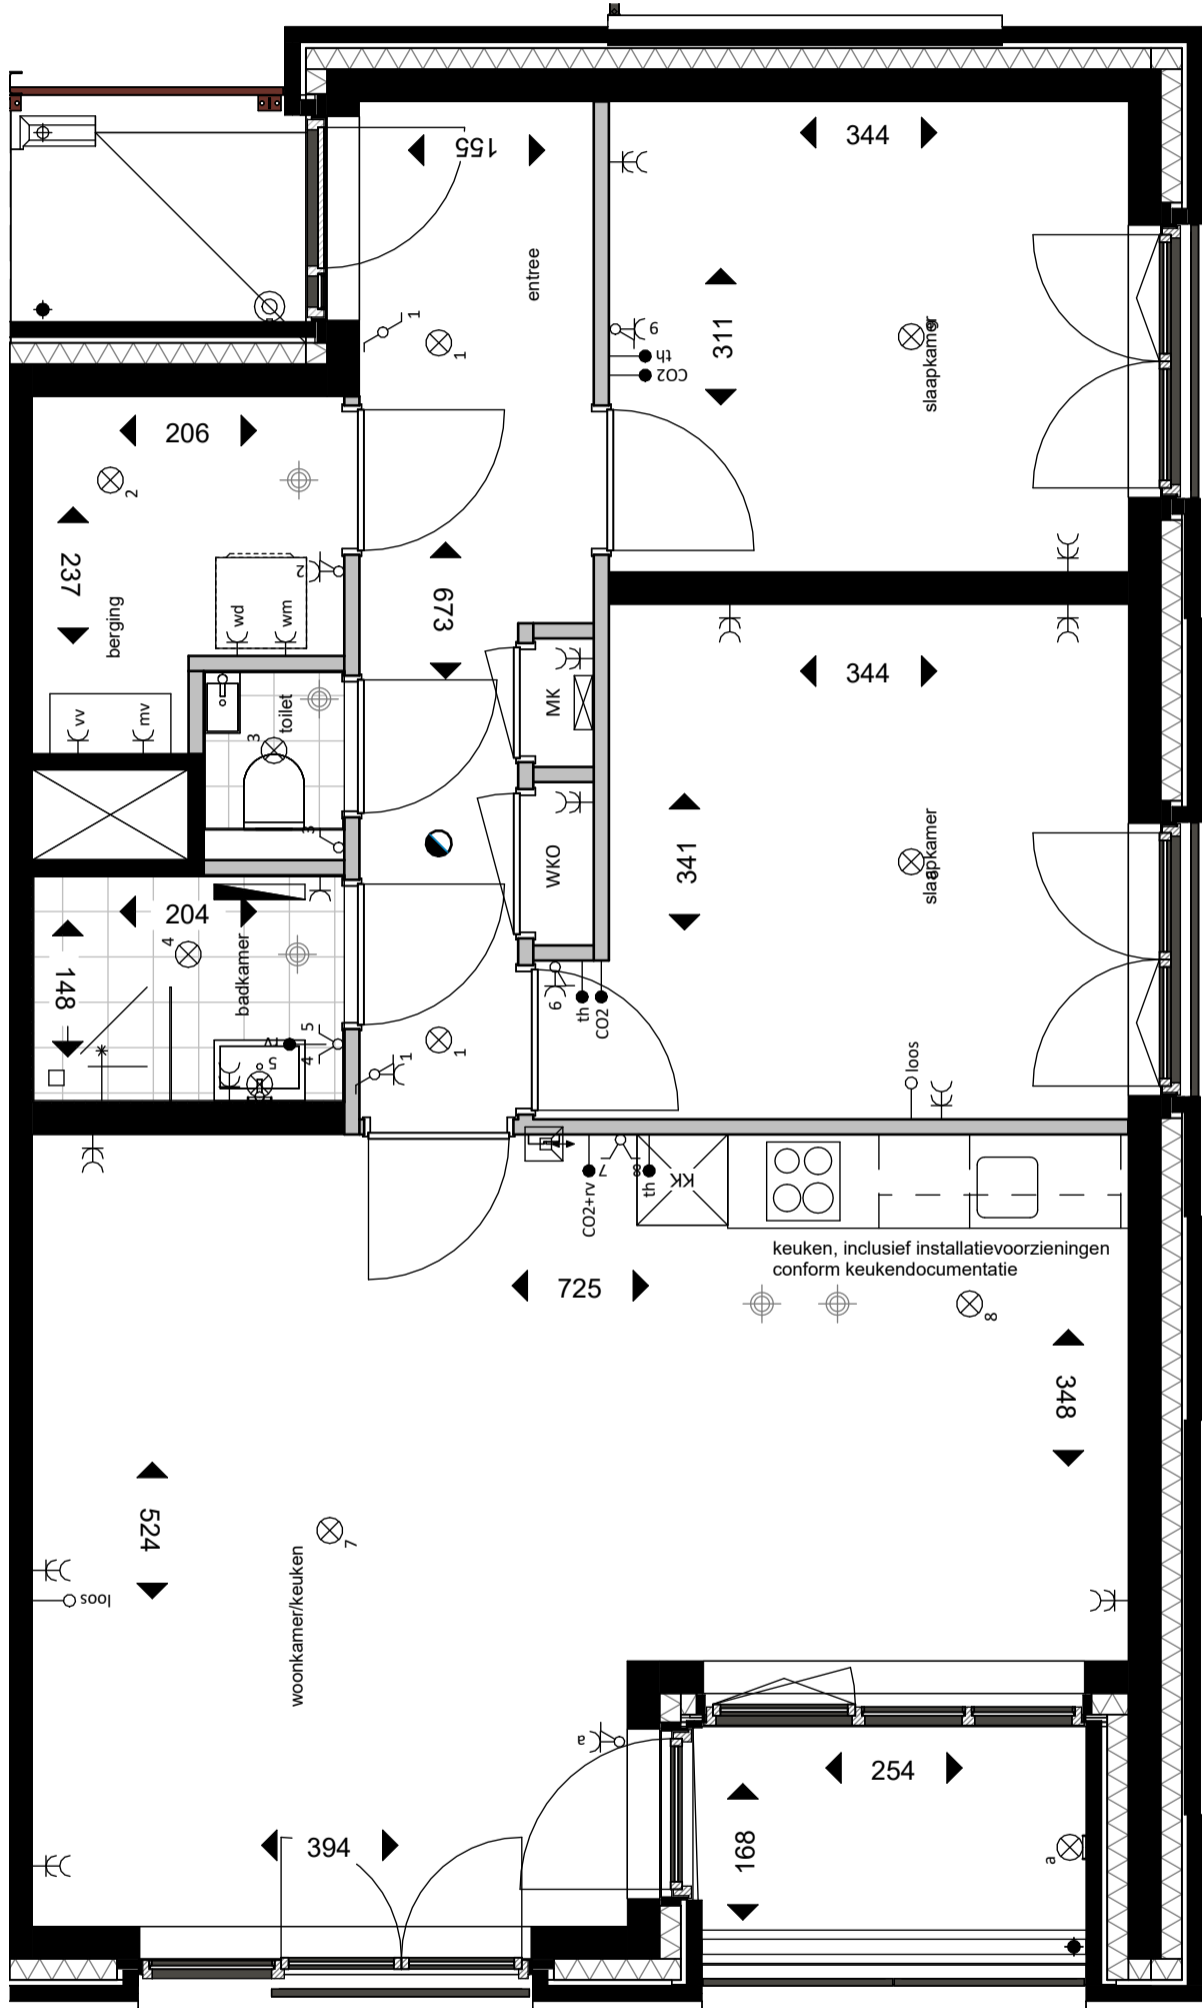 155
344
entree
1
1
9
th
CO2
311
slaapkamer
206
2
237
berging
2
wd
wm
673
vv
mv
toilet
3
3
MK
WKO
344
341
slaapkamer
204
4
148
badkamer
rv
5
5
4
1
1
6
th
CO2
loos
CO2+rv
7
8
th
KK
keuken, inclusief installatievoorzieningen
conform keukendocumentatie
725
8
348
524
loos
7
woonkamer/keuken
a
394
254
168
a